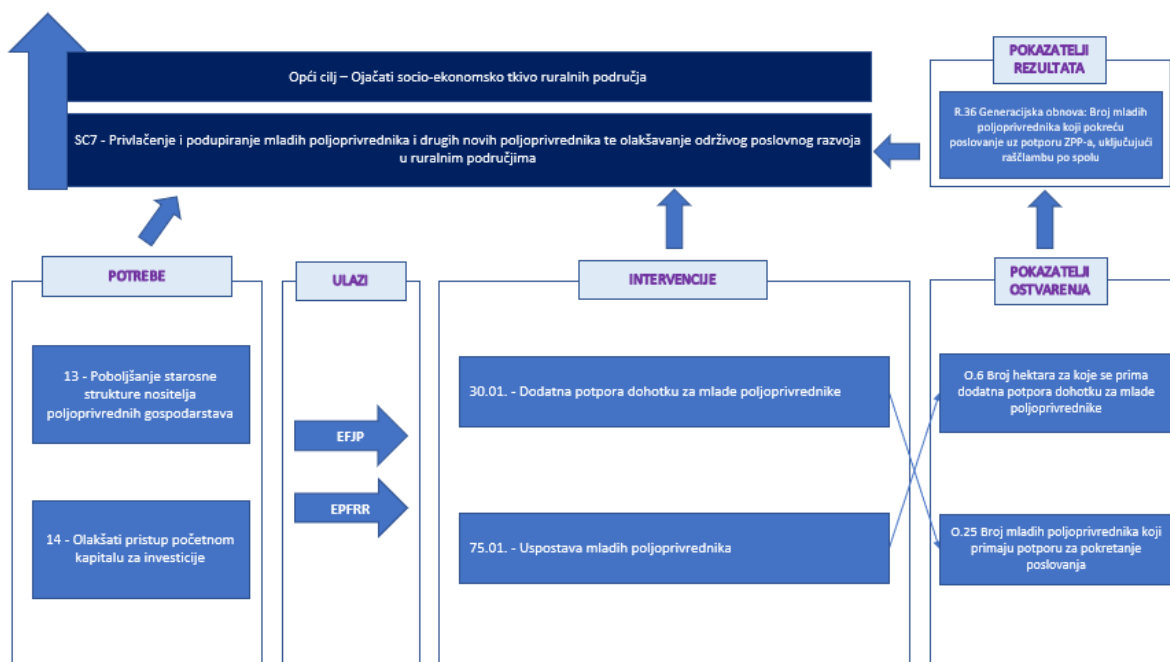 Opći cilj – Ojačati socio-ekonomsko tkivo ruralnih područja
SC7 - Privlačenje i podupiranje mladih poljoprivrednika i drugih novih poljoprivrednika te olakšavanje održivog poslovnog razvoja
u ruralnim područjima
POKAZATELJI
REZULTATA
R.36 Generacijska obnova: Broj mladih
poljoprivrednika koji pokreću
poslovanje uz potporu ZPP-a, uključujući
raščlambu po spolu
POTREBE
13 - Poboljšanje starosne
strukture nositelja
poljoprivrednih gospodarstava
14 - Olakšati pristup početnom
kapitalu za investicije
ULAZI
EFJP
EPFRR
INTERVENCIJE
30.01. - Dodatna potpora dohotku za mlade poljoprivrednike
75.01. - Uspostava mladih poljoprivrednika
POKAZATELJI
OSTVARENJA
O.6 Broj hektara za koje se prima
dodatna potpora dohotku za mlade
poljoprivrednike
O.25 Broj mladih poljoprivrednika koji
primaju potporu za pokretanje
poslovanja